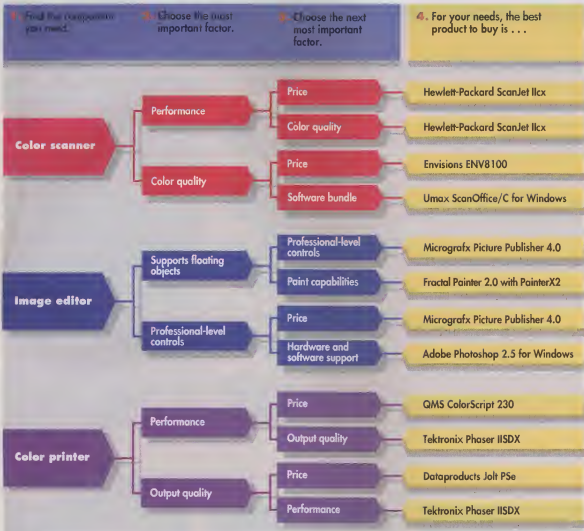 1. Find the component
you need.
2. Choose the most
important factor.
3. Choose the next
most important
factor.
4. For your needs, the best
product to buy is . . .
Color scanner
Performance
Price
Hewlett-Packard ScanJet IIcx
Color quality
Hewlett-Packard ScanJet IIcx
Color quality
Price
Envisions ENV8100
Software bundle
Umax ScanOffice/C for Windows
Image editor
Supports floating
objects
Professional-level
controls
Micrografx Picture Publisher 4.0
Paint capabilities
Fractal Painter 2.0 with PainterX2
Professional-level
controls
Price
Micrografx Picture Publisher 4.0
Hardware and
software support
Adobe Photoshop 2.5 for Windows
Color printer
Performance
Price
QMS ColorScript 230
Output quality
Tektronix Phaser IISDX
Output quality
Price
Dataproducts Jolt PSe
Performance
Tektronix Phaser IISDX